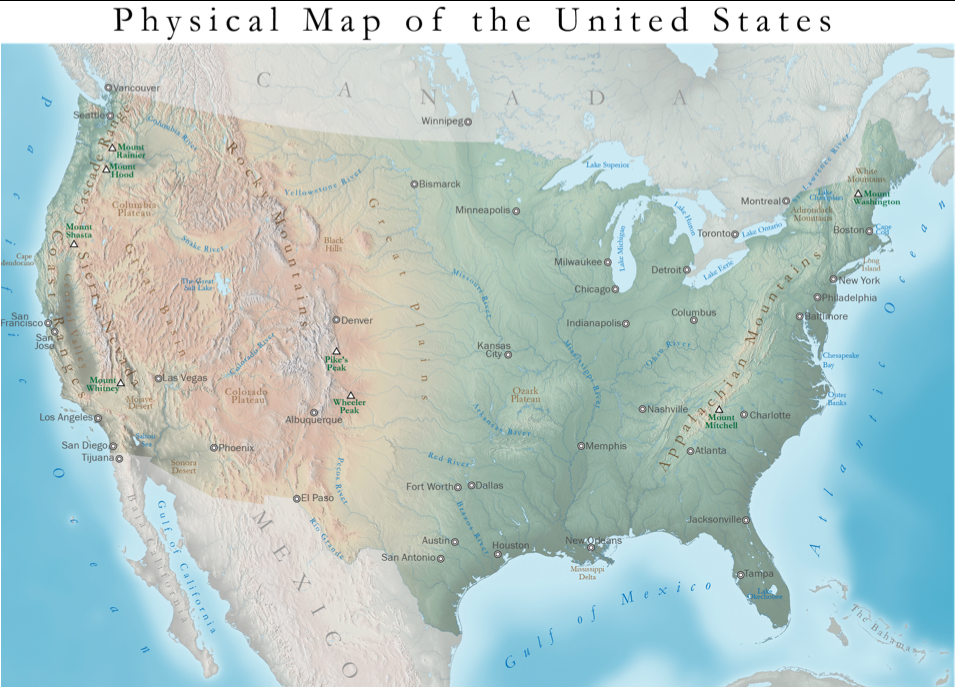 Physical Map of the United States
CANADA
Vancouver
Seattle
Winnipeg
Columbia River
Mount
Rainier
Mount
Hood
Cascade Range
Rocky Mountains
Yellowstone River
Bismarck
Great Plains
Lake Superior
St. Lawrence River
White
Mountains
Mount
Washington
Lake
Champlain
Montreal
Adirondack
Mountains
Columbia
Plateau
Minneapolis
Lake Huron
Lake Michigan
Toronto
Lake Ontario
Boston
Cape
Cod
Mount
Shasta
Snake River
Black
Hills
Cape
Mendocino
Coast Ranges
Sierra Nevada
Great Basin
The Great
Salt Lake
Missouri River
Milwaukee
Detroit
Lake Eerie
Long
Island
New York
Chicago
Philadelphia
San
Francisco
San
Jose
Denver
Indianapolis
Columbus
Baltimore
Colorado River
Pike's
Peak
Kansas
City
Mississippi River
Ohio River
Appalachian Mountains
Chesapeake
Bay
Mount
Whitney
Las Vegas
Mojave
Desert
Colorado
Plateau
Wheeler
Peak
Ozark
Plateau
Outer
Banks
Los Angeles
Albuquerque
Arkansas River
Nashville
Mount
Mitchell
Charlotte
San Diego
Tijuana
Salton
Sea
Phoenix
Sonora
Desert
Memphis
Atlanta
Red River
Pecos River
Fort Worth
Dallas
El Paso
Brazos River
Rio Grande
Jacksonville
Austin
Houston
New Orleans
San Antonio
Mississippi
Delta
Tampa
Lake
Okeechobee
Baja California
Gulf of California
MEXICO
Gulf of Mexico
The Bahamas
Pacific Ocean
Atlantic Ocean